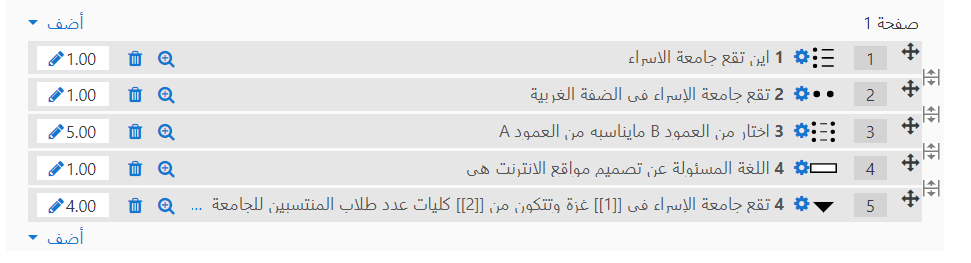 صفحة 1
أضف
1 1 اين تقع جامعة الاسراء 1.00
2 2 تقع جامعة الإسراء في الضفة الغربية 1.00
3 3 اختار من العمود B مايناسبه من العمود A 5.00
4 4 اللغة المسئولة عن تصميم مواقع الانترنت هي 1.00
5 4 تقع جامعة الإسراء في [[1]] غزة وتتكون من [[2]] كليات عدد طلاب المنتسبين للجامعة ... 4.00
أضف